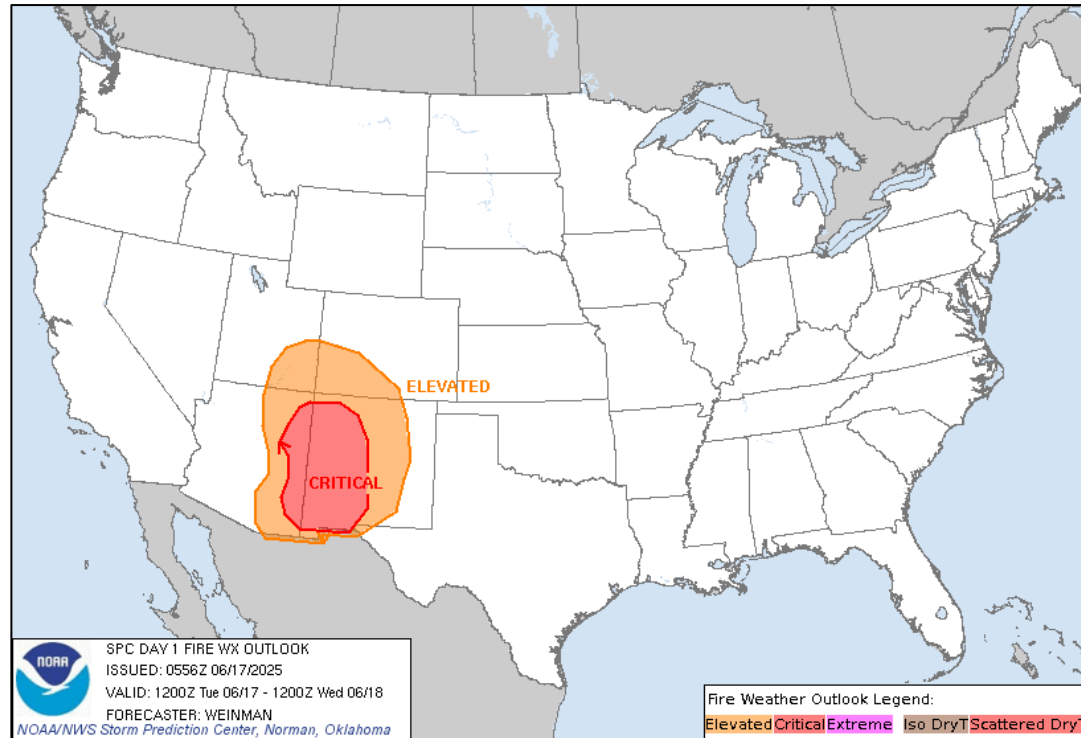 ELEVATED
CRITICAL
NOAA
SPC DAY 1 FIRE WX OUTLOOK
ISSUED: 0556Z 06/17/2025
VALID: 1200Z Tue 06/17 - 1200Z Wed 06/18
FORECASTER: WEINMAN
NOAA/NWS Storm Prediction Center, Norman, Oklahoma
Fire Weather Outlook Legend:
Elevated Critical Extreme Iso DryT Scattered DryT